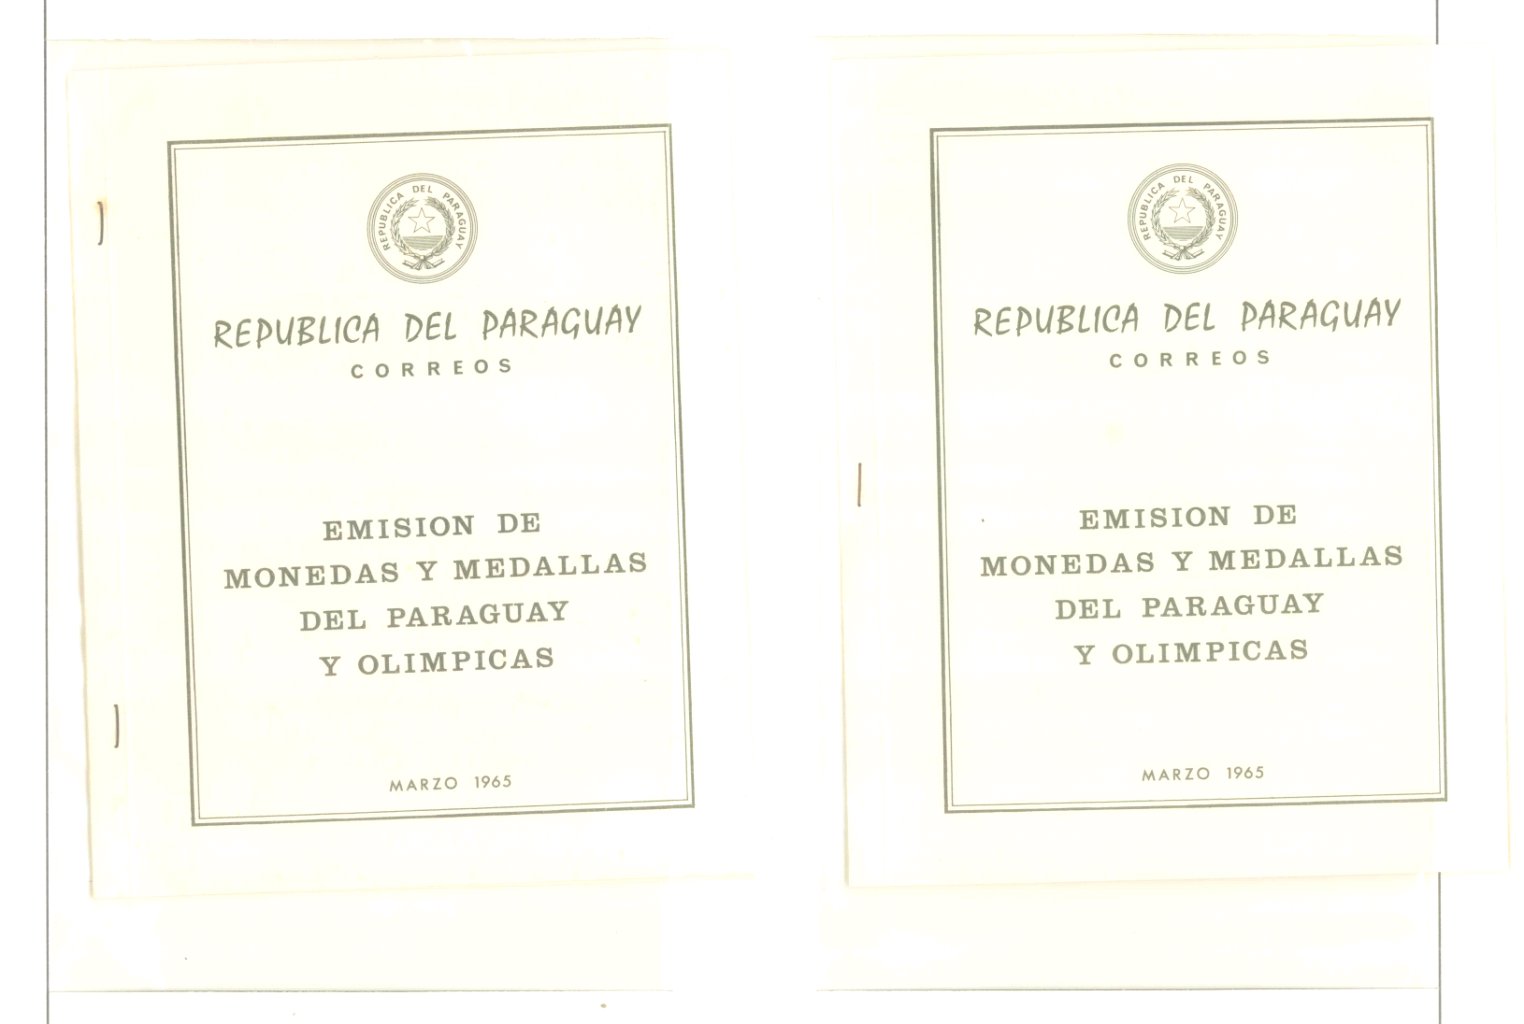 REPUBLICA DEL PARAGUAY
REPUBLICA DEL PARAGUAY
CORREOS
EMISION DE
MONEDAS Y MEDALLAS
DEL PARAGUAY
Y OLIMPICAS
MARZO 1965
REPUBLICA DEL PARAGUAY
REPUBLICA DEL PARAGUAY
CORREOS
EMISION DE
MONEDAS Y MEDALLAS
DEL PARAGUAY
Y OLIMPICAS
MARZO 1965